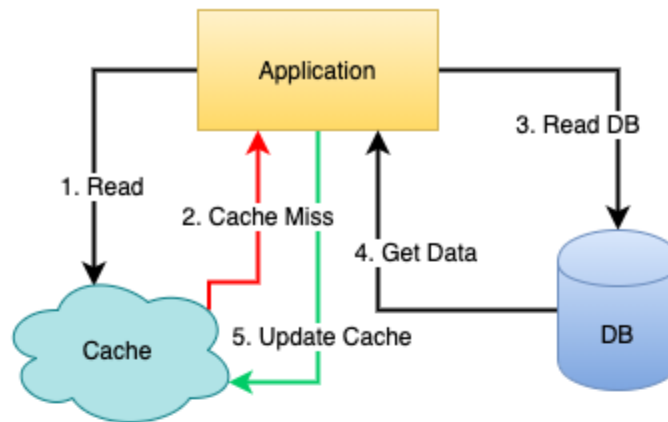 Application
3. Read DB
1. Read
2. Cache Miss
4. Get Data
5. Update Cache
Cache
DB